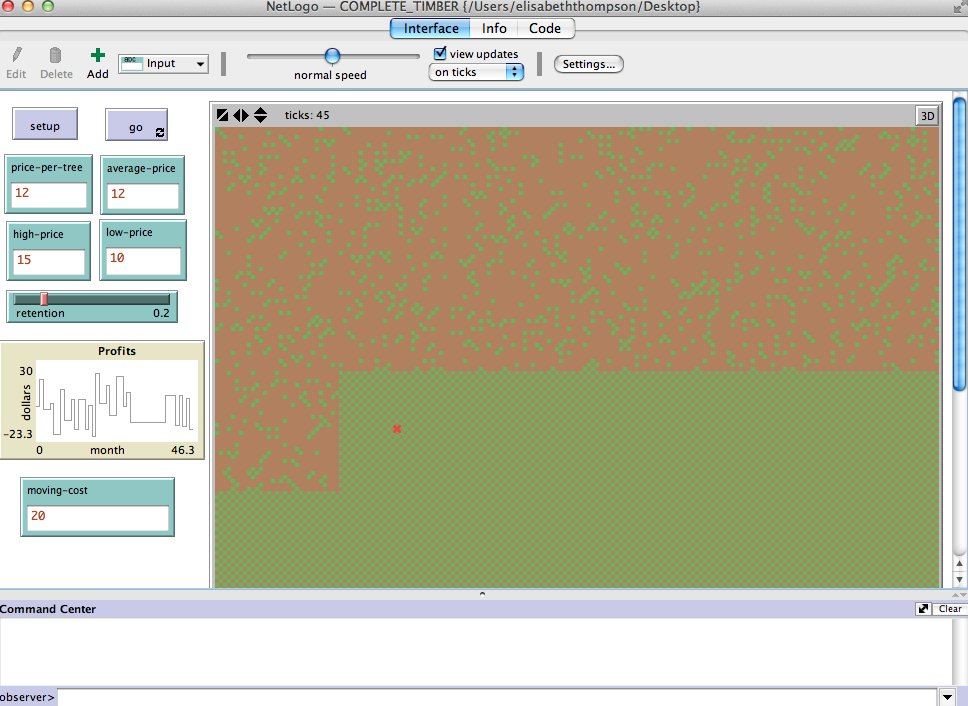 NetLogo — COMPLETE_TIMBER {/Users/elisabeththompson/Desktop}
Interface Info Code
Edit Delete Add
abc Input
normal speed
view updates
on ticks
Settings...
setup go
ticks: 45
3D
price-per-tree
12
average-price
12
high-price
15
low-price
10
retention 0.2
Profits
30
dollars
-23.3
0 month 46.3
moving-cost
20
Command Center
Clear
observer>